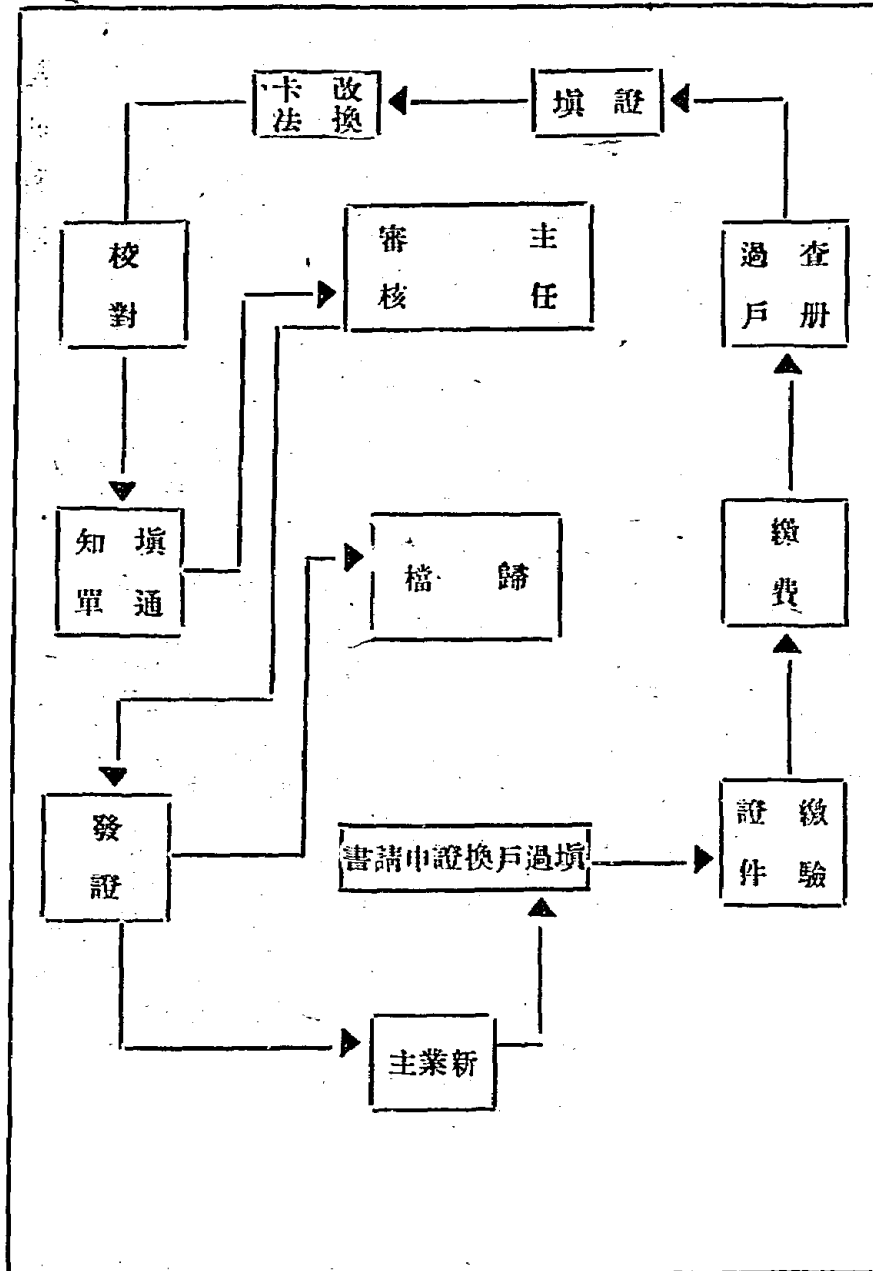 塡證
改換
卡法
查册
過戶
主任
審核
校對
塡通
知單
繳費
歸檔
繳驗
證件
塡過戶換證申請書
發證
新業主